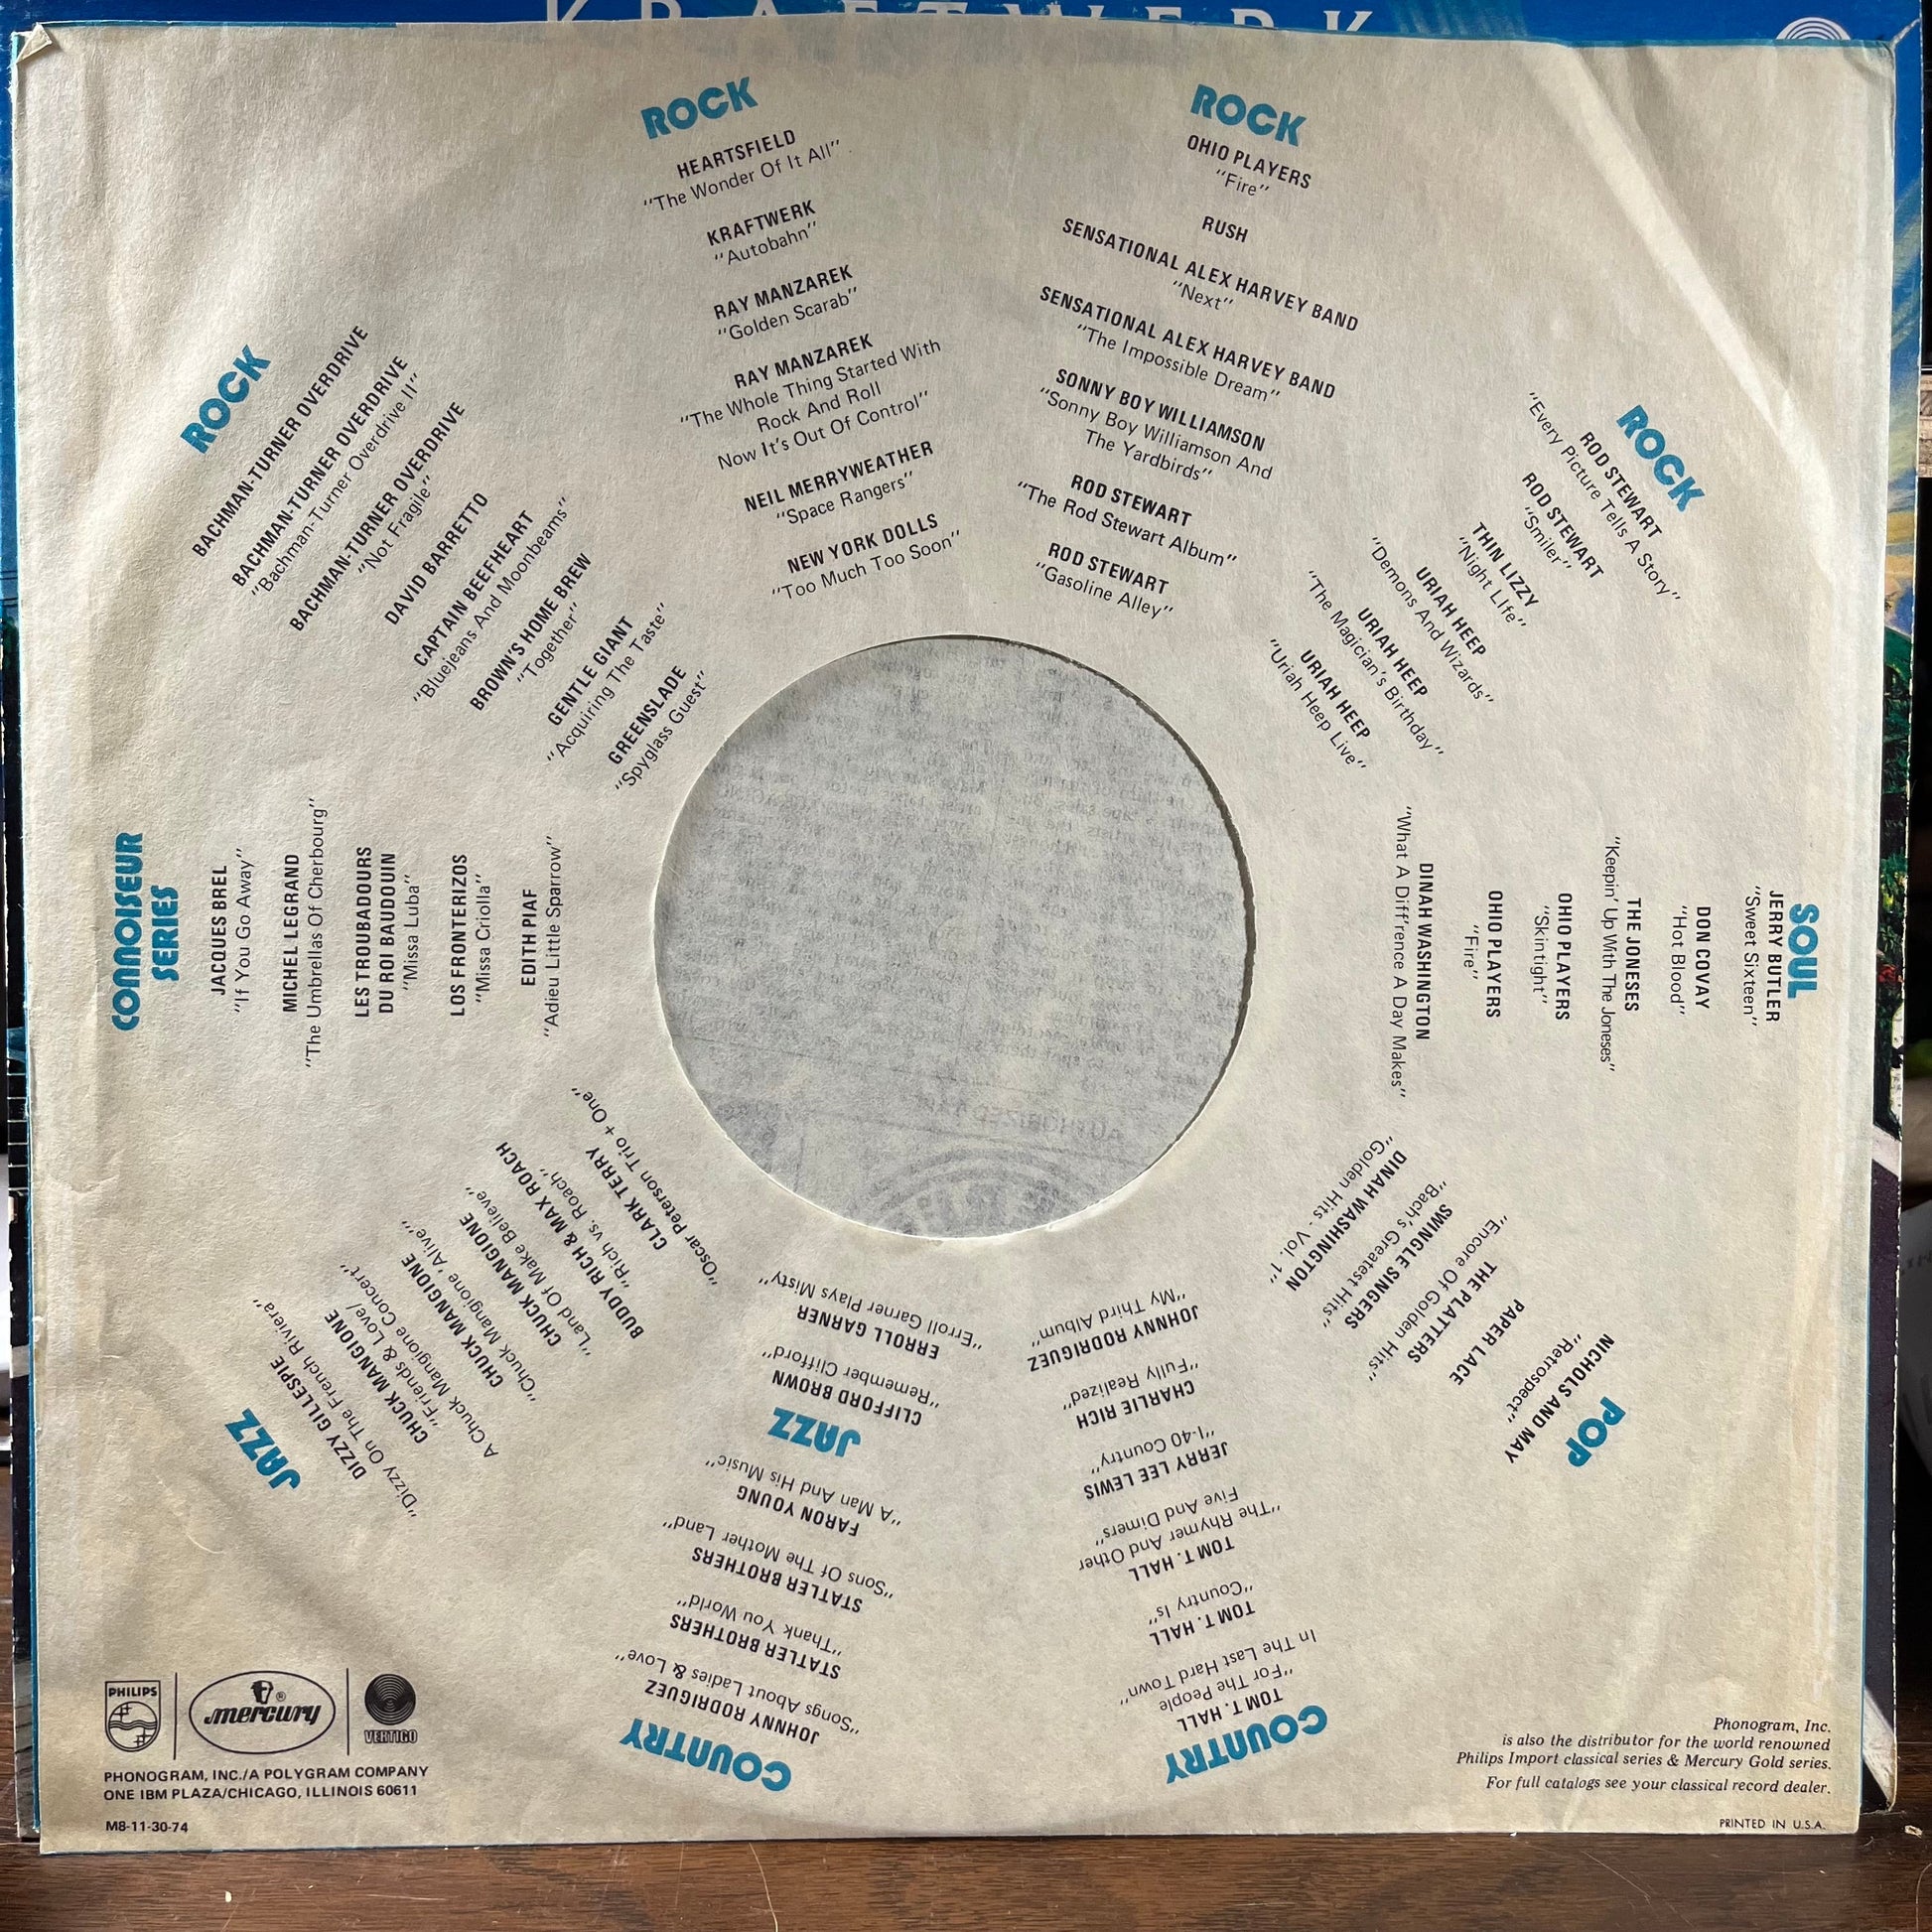 KRAFTWERK
ROCK
HEARTSFIELD
"The Wonder Of It All"
KRAFTWERK
"Autobahn"
RAY MANZAREK
"Golden Scarab"
RAY MANZAREK
"The Whole Thing Started With
Rock And Roll
Now It's Out Of Control"
NEIL MERRYWEATHER
"Space Rangers"
NEW YORK DOLLS
"Too Much Too Soon"
ROCK
OHIO PLAYERS
"Fire"
RUSH
SENSATIONAL ALEX HARVEY BAND
"Next"
SENSATIONAL ALEX HARVEY BAND
"The Impossible Dream"
SONNY BOY WILLIAMSON
"Sonny Boy Williamson And
The Yardbirds"
ROD STEWART
"The Rod Stewart Album"
ROD STEWART
"Gasoline Alley"
ROCK
ROD STEWART
"Every Picture Tells A Story"
ROD STEWART
"Smiler"
THIN LIZZY
"Night LIfe"
URIAH HEEP
"Demons And Wizards"
URIAH HEEP
"The Magician's Birthday"
URIAH HEEP
"Uriah Heep Live"
SOUL
JERRY BUTLER
"Sweet Sixteen"
DON COVAY
"Hot Blood"
THE JONESES
"Keepin' Up With The Joneses"
OHIO PLAYERS
"Skintight"
OHIO PLAYERS
"Fire"
DINAH WASHINGTON
"What A Diff'rence A Day Makes"
POP
NICHOLS AND MAY
"Retrospect"
PAPER LACE
THE PLATTERS
"Encore Of Golden Hits"
SWINGLE SINGERS
"Bach's Greatest Hits"
DINAH WASHINGTON
"Golden Hits - Vol. 1"
COUNTRY
TOM T. HALL
"For The People
In The Last Hard Town"
TOM T. HALL
"Country Is"
TOM T. HALL
"The Rhymer And Other
Five And Dimers"
JERRY LEE LEWIS
"I-40 Country"
CHARLIE RICH
"Fully Realized"
JOHNNY RODRIGUEZ
"My Third Album"
COUNTRY
JOHNNY RODRIGUEZ
"Songs About Ladies & Love"
STATLER BROTHERS
"Thank You World"
STATLER BROTHERS
"Sons Of The Mother Land"
FARON YOUNG
"A Man And His Music"
JAZZ
CLIFFORD BROWN
"Remember Clifford"
ERROLL GARNER
"Erroll Garner Plays Misty"
JAZZ
DIZZY GILLESPIE
"Dizzy On The French Riviera"
CHUCK MANGIONE
"Friends & Love/
A Chuck Mangione Concert"
CHUCK MANGIONE
"Chuck Mangione 'Alive'"
CHUCK MANGIONE
"Land Of Make Believe"
BUDDY RICH & MAX ROACH
"Rich vs. Roach"
CLARK TERRY
"Oscar Peterson Trio + One"
CONNOISEUR
SERIES
JACQUES BREL
"If You Go Away"
MICHEL LEGRAND
"The Umbrellas Of Cherbourg"
LES TROUBADOURS
DU ROI BAUDOUIN
"Missa Luba"
LOS FRONTERIZOS
"Missa Criolla"
EDITH PIAF
"Adieu Little Sparrow"
ROCK
BACHMAN-TURNER OVERDRIVE
BACHMAN-TURNER OVERDRIVE
"Bachman-Turner Overdrive II"
BACHMAN-TURNER OVERDRIVE
"Not Fragile"
DAVID BARRETTO
CAPTAIN BEEFHEART
"Bluejeans And Moonbeams"
BROWN'S HOME BREW
"Together"
GENTLE GIANT
"Acquiring The Taste"
GREENSLADE
"Spyglass Guest"
PHILIPS
mercury ®
VERTIGO
PHONOGRAM, INC./A POLYGRAM COMPANY
ONE IBM PLAZA/CHICAGO, ILLINOIS 60611
M8-11-30-74
Phonogram, Inc.
is also the distributor for the world renowned
Philips Import classical series & Mercury Gold series.
For full catalogs see your classical record dealer.
PRINTED IN U.S.A.